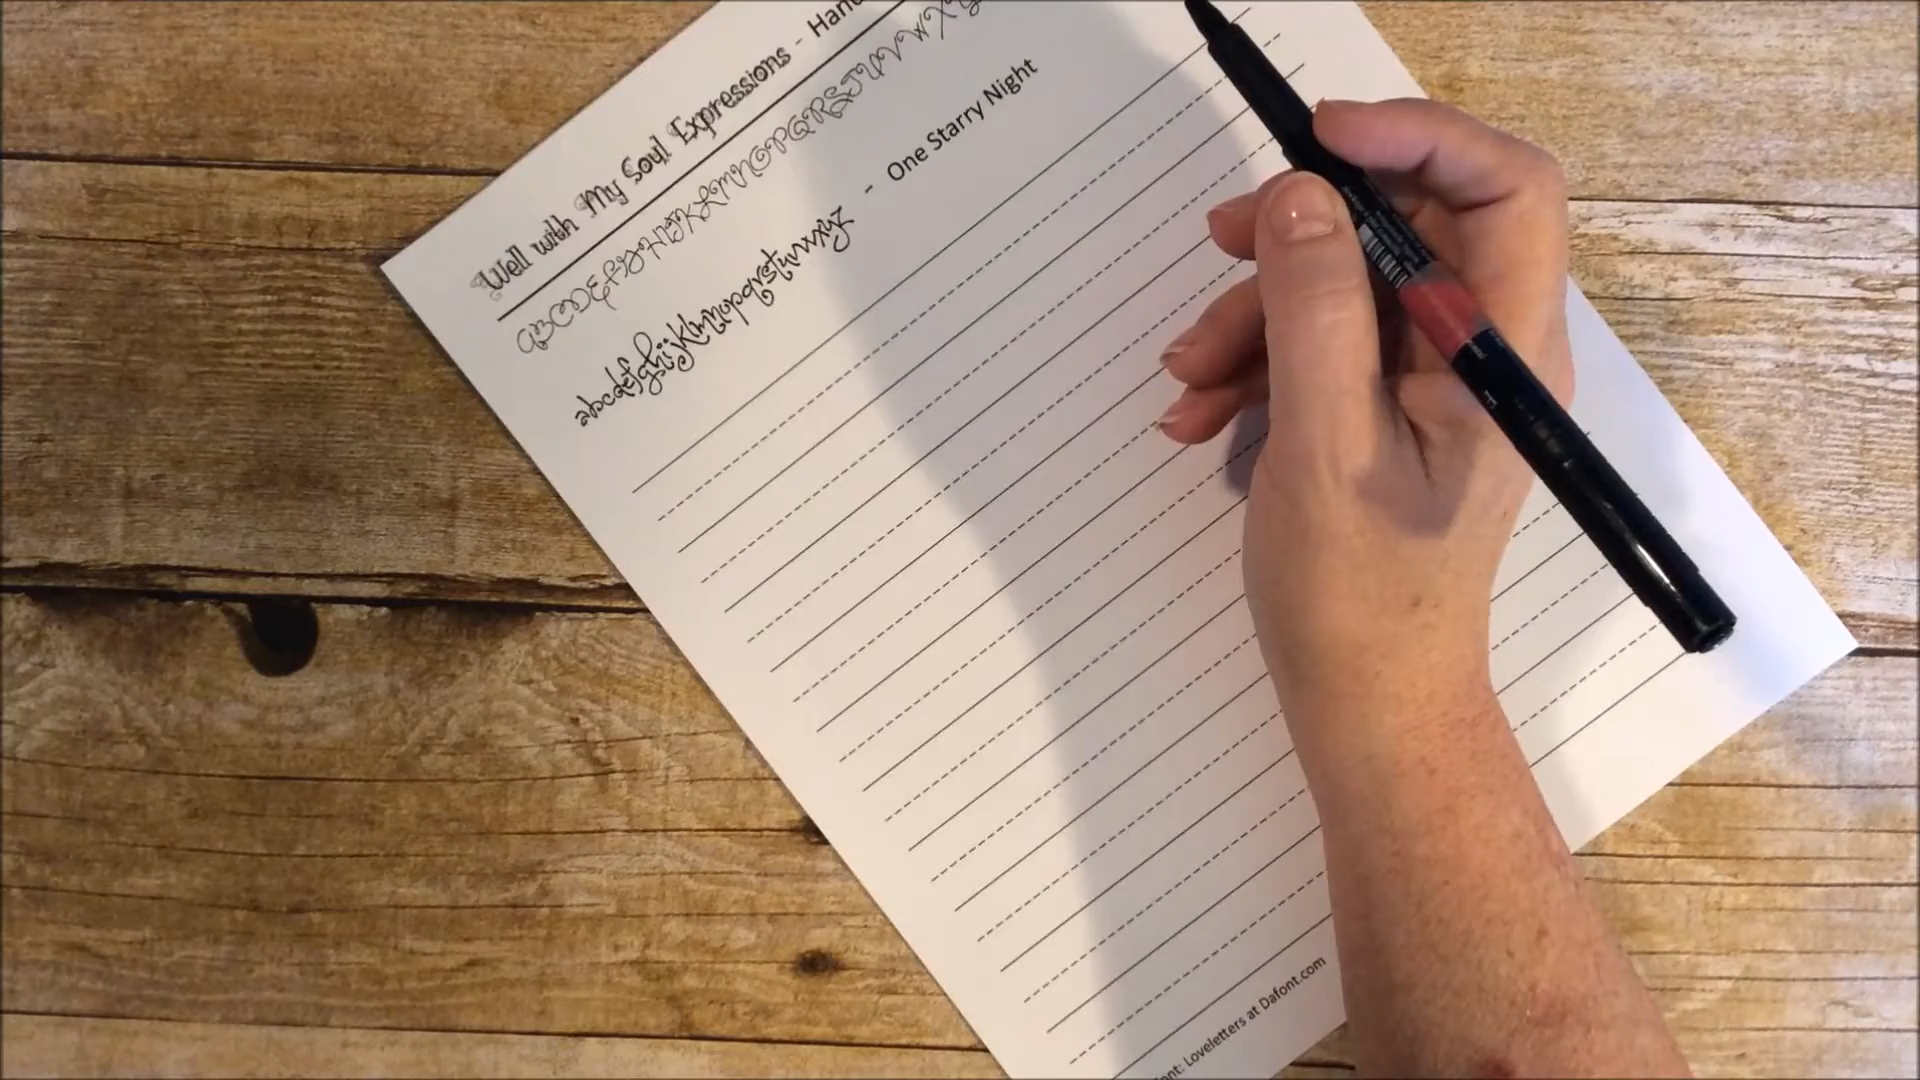 Well with My Soul Expressions - Hand
ABCDEFGHIJKLMNOPQRSTUVWXY
abcdefghijklmnopqrstuvwxyz - One Starry Night
font: Loveletters at Dafont.com